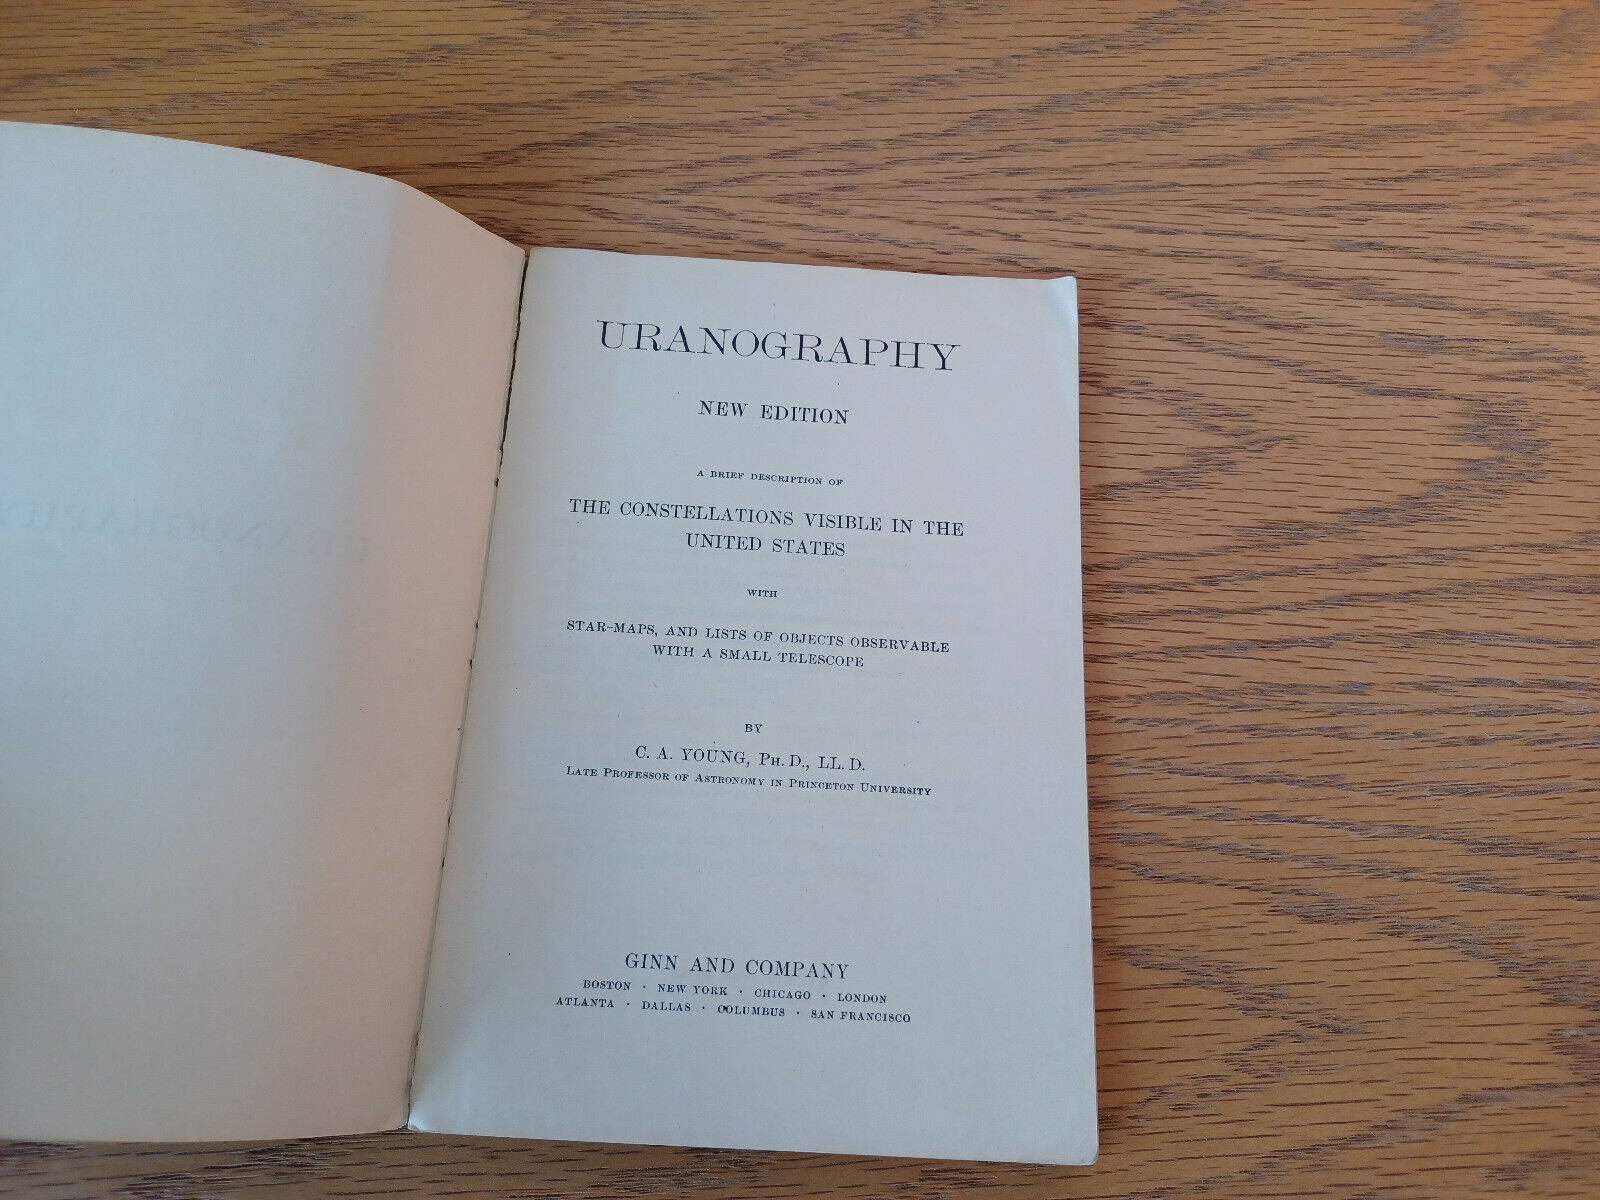 URANOGRAPHY
NEW EDITION
A BRIEF DESCRIPTION OF
THE CONSTELLATIONS VISIBLE IN THE
UNITED STATES
WITH
STAR-MAPS, AND LISTS OF OBJECTS OBSERVABLE
WITH A SMALL TELESCOPE
BY
C. A. YOUNG, PH. D., LL. D.
LATE PROFESSOR OF ASTRONOMY IN PRINCETON UNIVERSITY
GINN AND COMPANY
BOSTON · NEW YORK · CHICAGO · LONDON
ATLANTA · DALLAS · COLUMBUS · SAN FRANCISCO